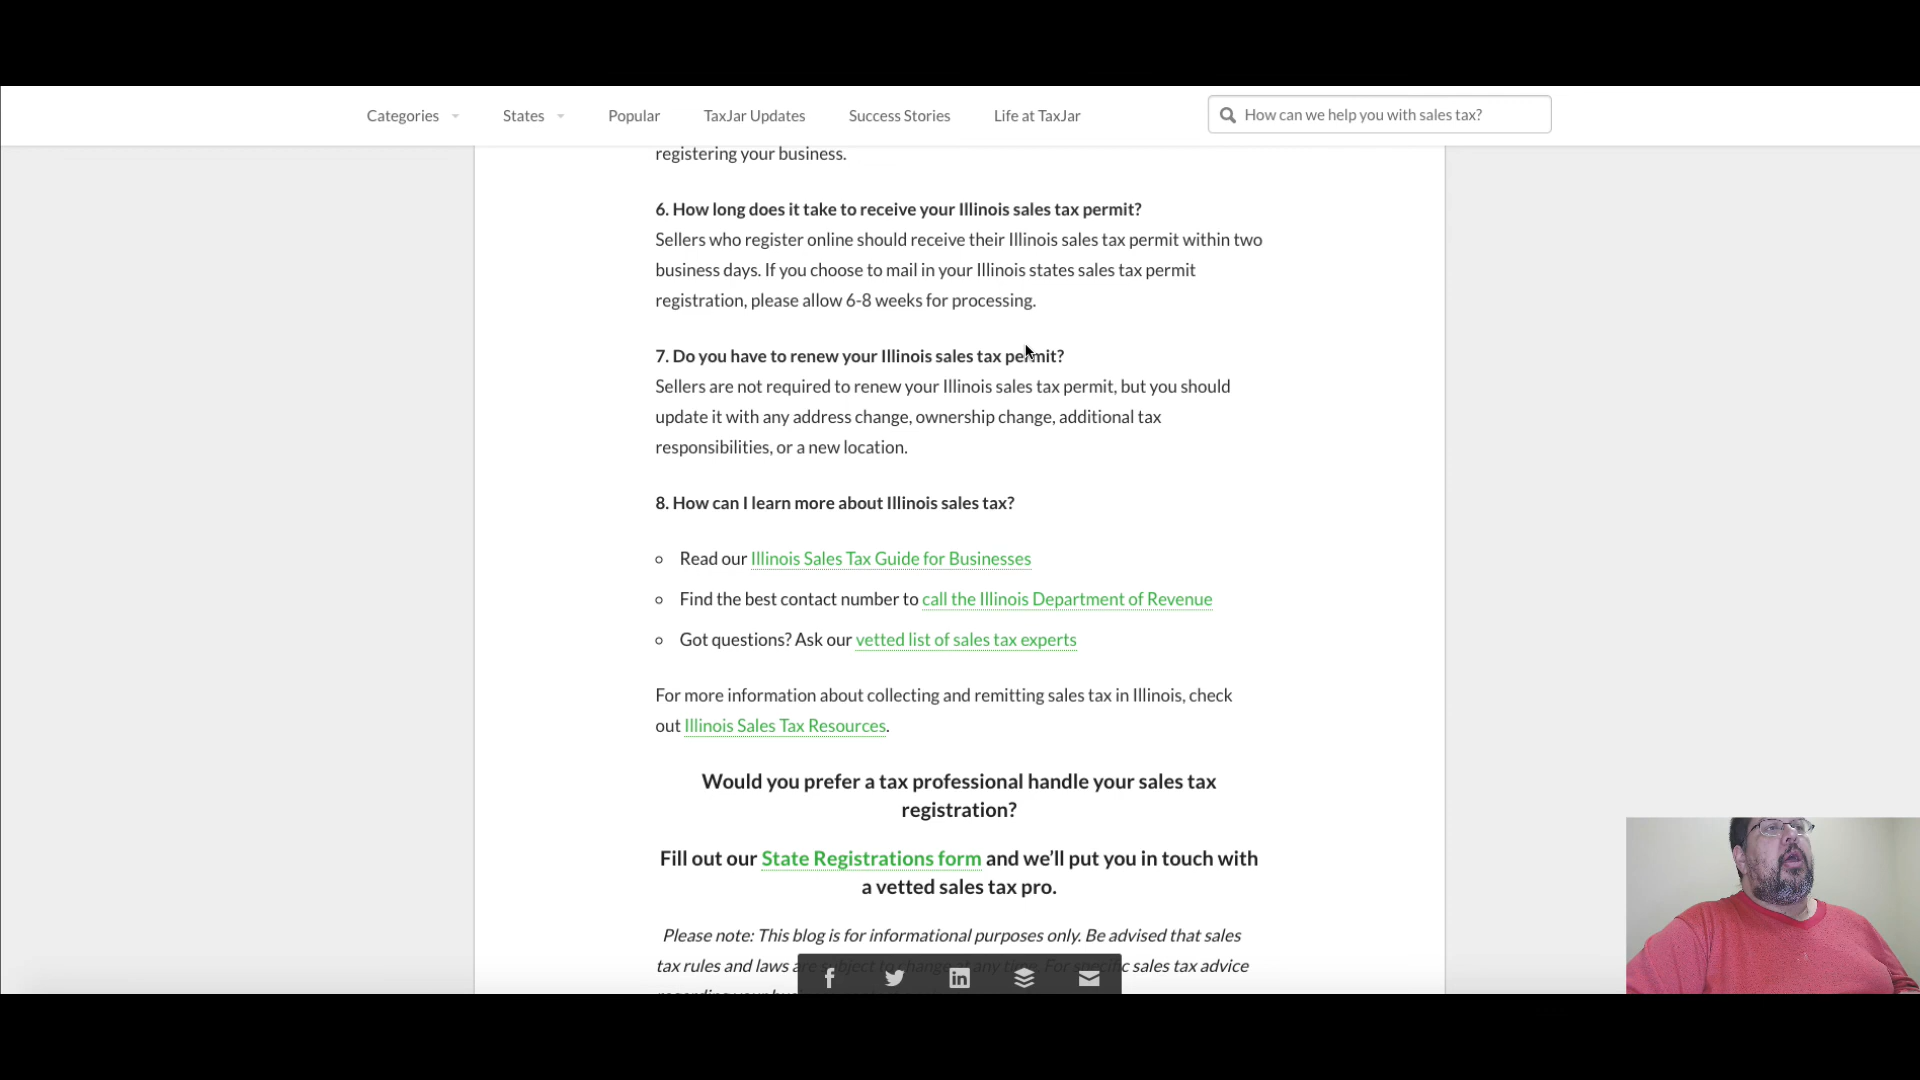 Categories States Popular TaxJar Updates Success Stories Life at TaxJar How can we help you with sales tax?
registering your business.
6. How long does it take to receive your Illinois sales tax permit?
Sellers who register online should receive their Illinois sales tax permit within two
business days. If you choose to mail in your Illinois states sales tax permit
registration, please allow 6-8 weeks for processing.
7. Do you have to renew your Illinois sales tax permit?
Sellers are not required to renew your Illinois sales tax permit, but you should
update it with any address change, ownership change, additional tax
responsibilities, or a new location.
8. How can I learn more about Illinois sales tax?
Read our Illinois Sales Tax Guide for Businesses
Find the best contact number to call the Illinois Department of Revenue
Got questions? Ask our vetted list of sales tax experts
For more information about collecting and remitting sales tax in Illinois, check
out Illinois Sales Tax Resources.
Would you prefer a tax professional handle your sales tax
registration?
Fill out our State Registrations form and we'll put you in touch with
a vetted sales tax pro.
Please note: This blog is for informational purposes only. Be advised that sales
tax rules and laws are subject to change at any time. For specific sales tax advice